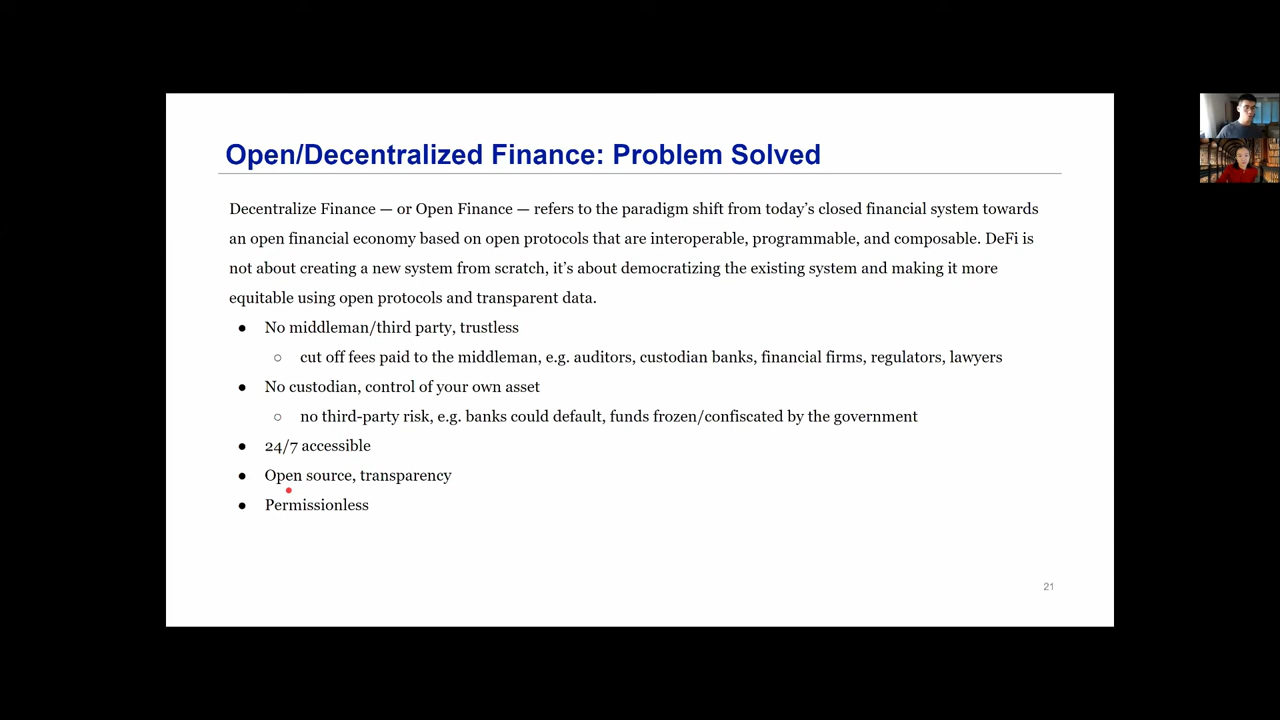 Open/Decentralized Finance: Problem Solved
Decentralize Finance — or Open Finance — refers to the paradigm shift from today's closed financial system towards
an open financial economy based on open protocols that are interoperable, programmable, and composable. DeFi is
not about creating a new system from scratch, it's about democratizing the existing system and making it more
equitable using open protocols and transparent data.
● No middleman/third party, trustless
○ cut off fees paid to the middleman, e.g. auditors, custodian banks, financial firms, regulators, lawyers
● No custodian, control of your own asset
○ no third-party risk, e.g. banks could default, funds frozen/confiscated by the government
● 24/7 accessible
● Open source, transparency
● Permissionless
21